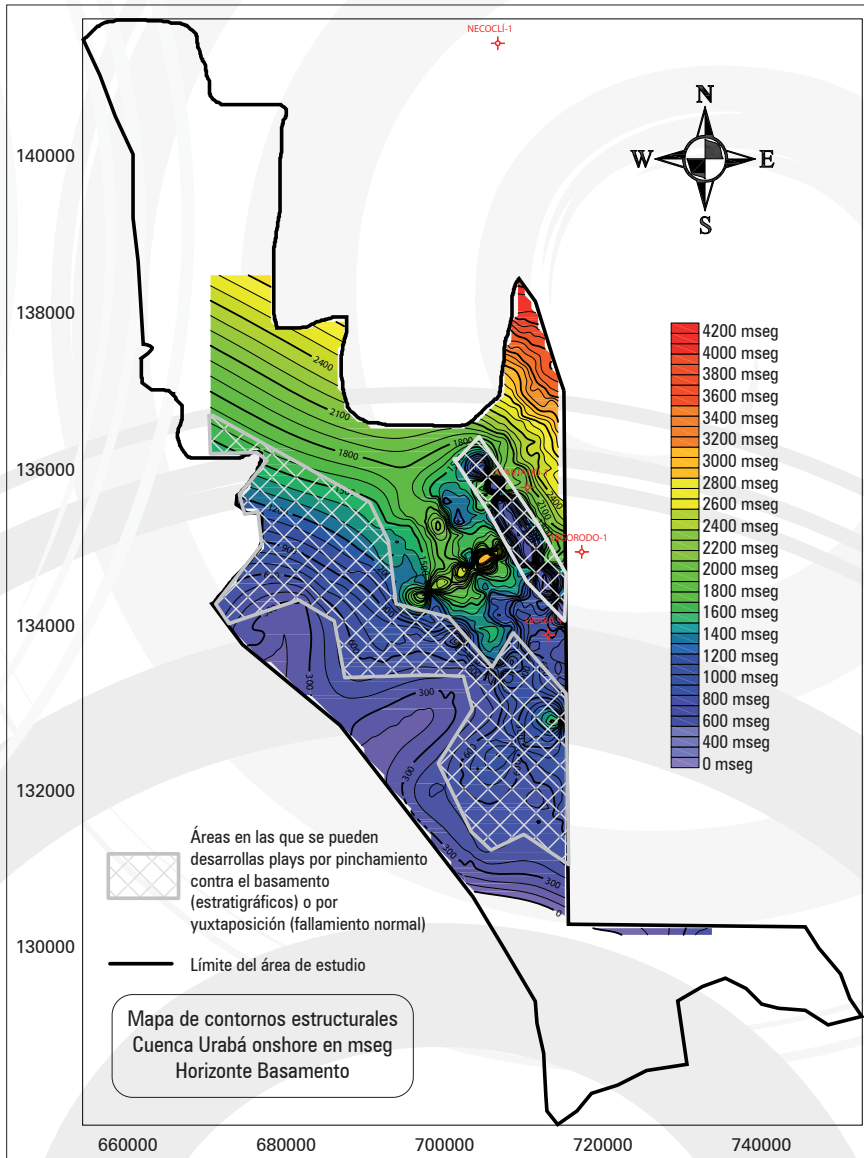 NECOCLÍ-1
N
W
E
S
140000
138000
136000
134000
132000
130000
660000
680000
700000
720000
740000
4200 mseg
4000 mseg
3800 mseg
3600 mseg
3400 mseg
3200 mseg
3000 mseg
2800 mseg
2600 mseg
2400 mseg
2200 mseg
2000 mseg
1800 mseg
1600 mseg
1400 mseg
1200 mseg
1000 mseg
800 mseg
600 mseg
400 mseg
0 mseg
2400
2100
1800
1800
2400
2100
300
300
300
300
300
0
Áreas en las que se pueden
desarrollas plays por pinchamiento
contra el basamento
(estratigráficos) o por
yuxtaposición (fallamiento normal)
Límite del área de estudio
Mapa de contornos estructurales
Cuenca Urabá onshore en mseg
Horizonte Basamento